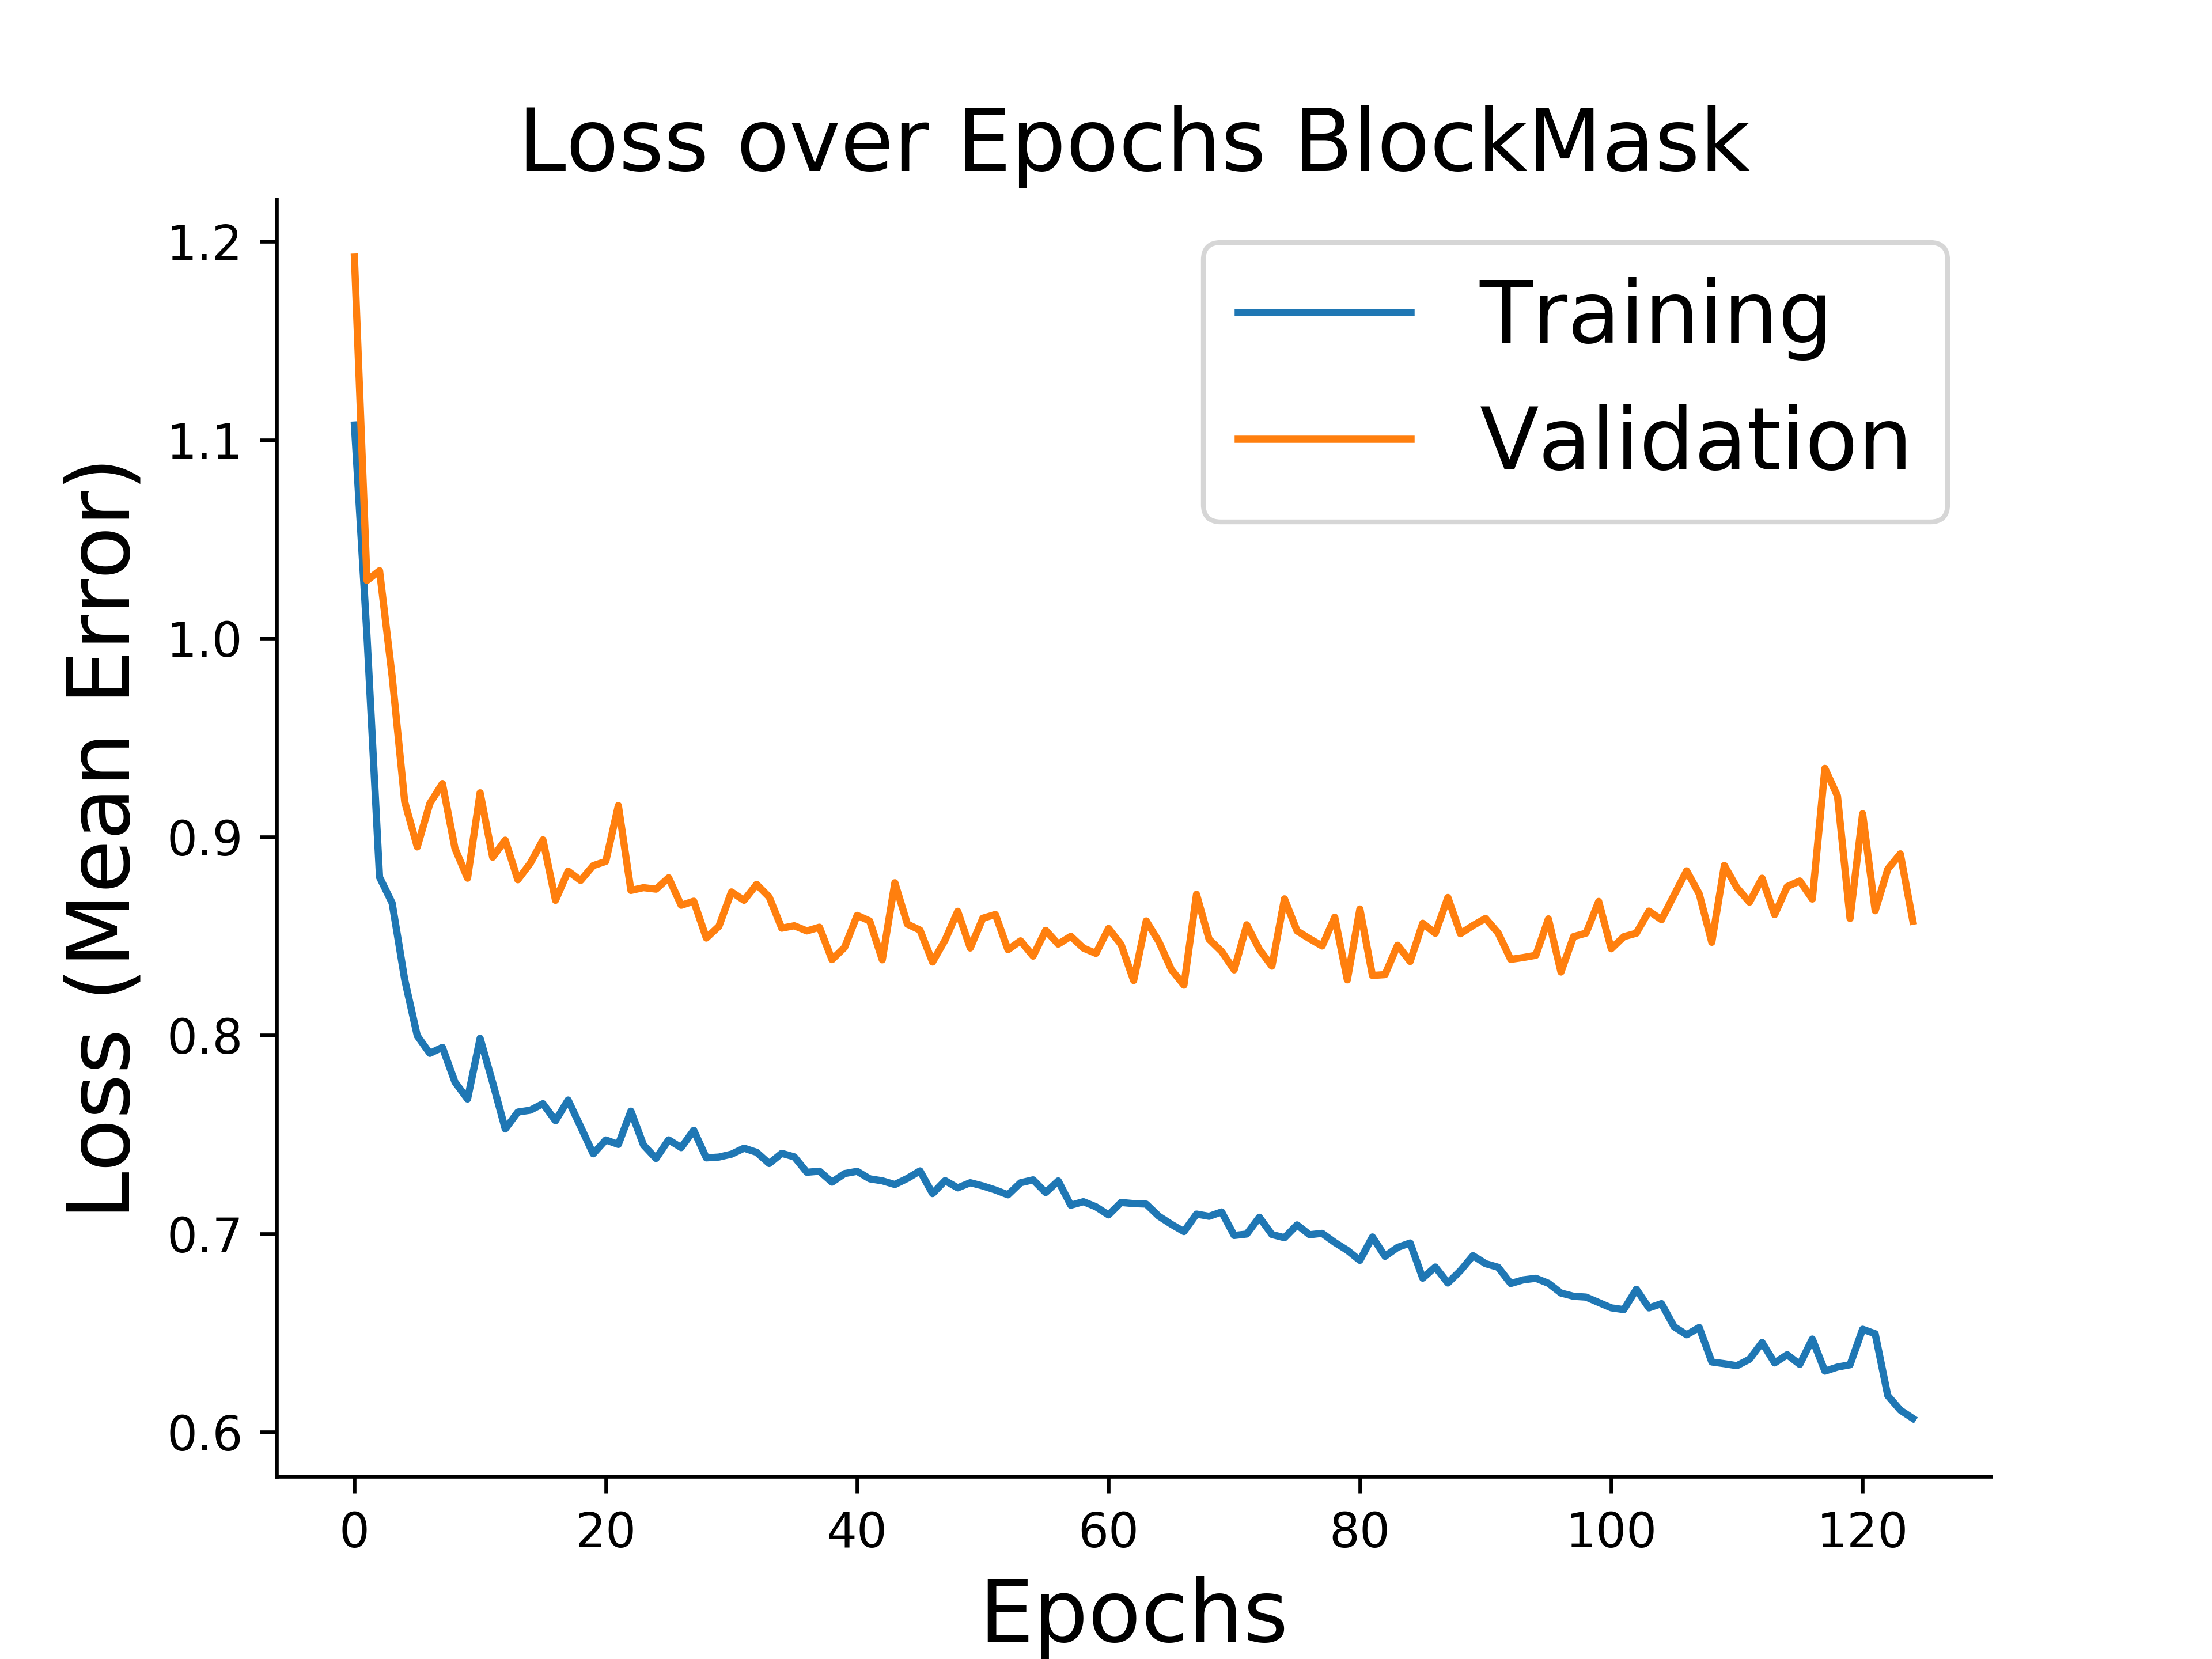 Loss over Epochs BlockMask
Training
Validation
Loss (Mean Error)
1.2
1.1
1.0
0.9
0.8
0.7
0.6
0 20 40 60 80 100 120
Epochs